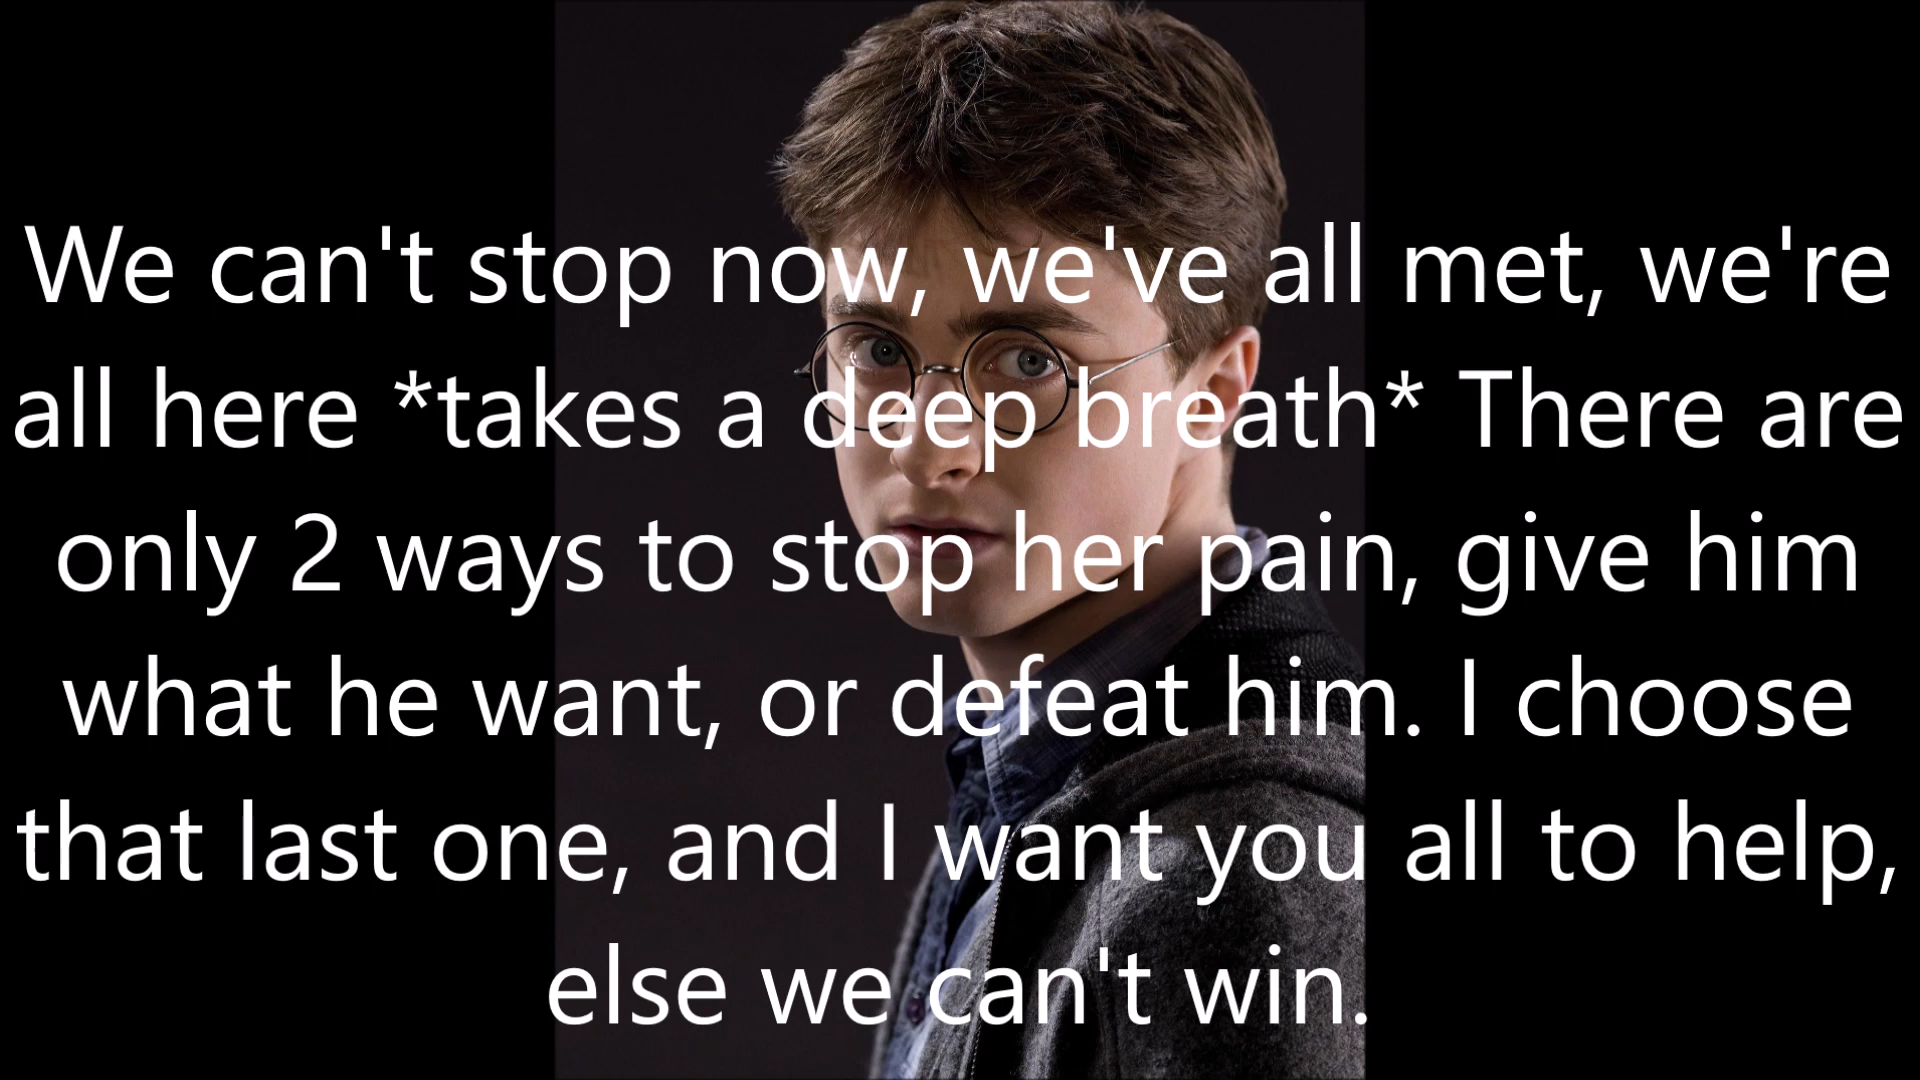 We can't stop now, we've all met, we're
all here *takes a deep breath* There are
only 2 ways to stop her pain, give him
what he want, or defeat him. I choose
that last one, and I want you all to help,
else we can't win.